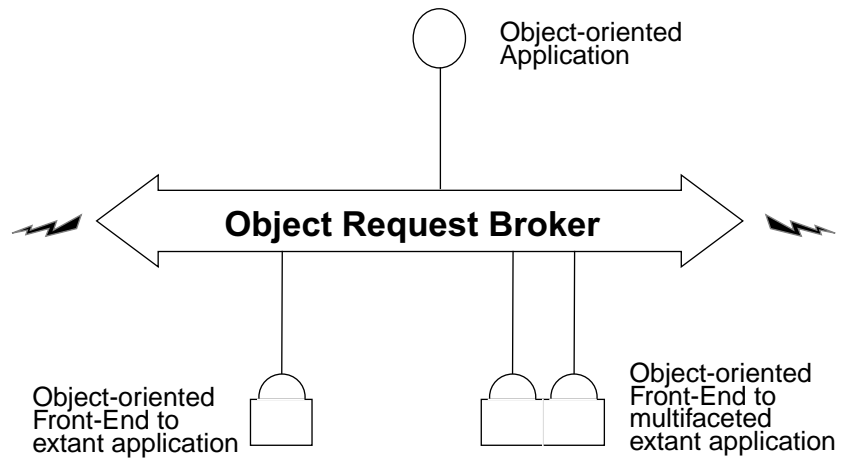 Object-oriented
Application
Object Request Broker
Object-oriented
Front-End to
extant application
Object-oriented
Front-End to
multifaceted
extant application